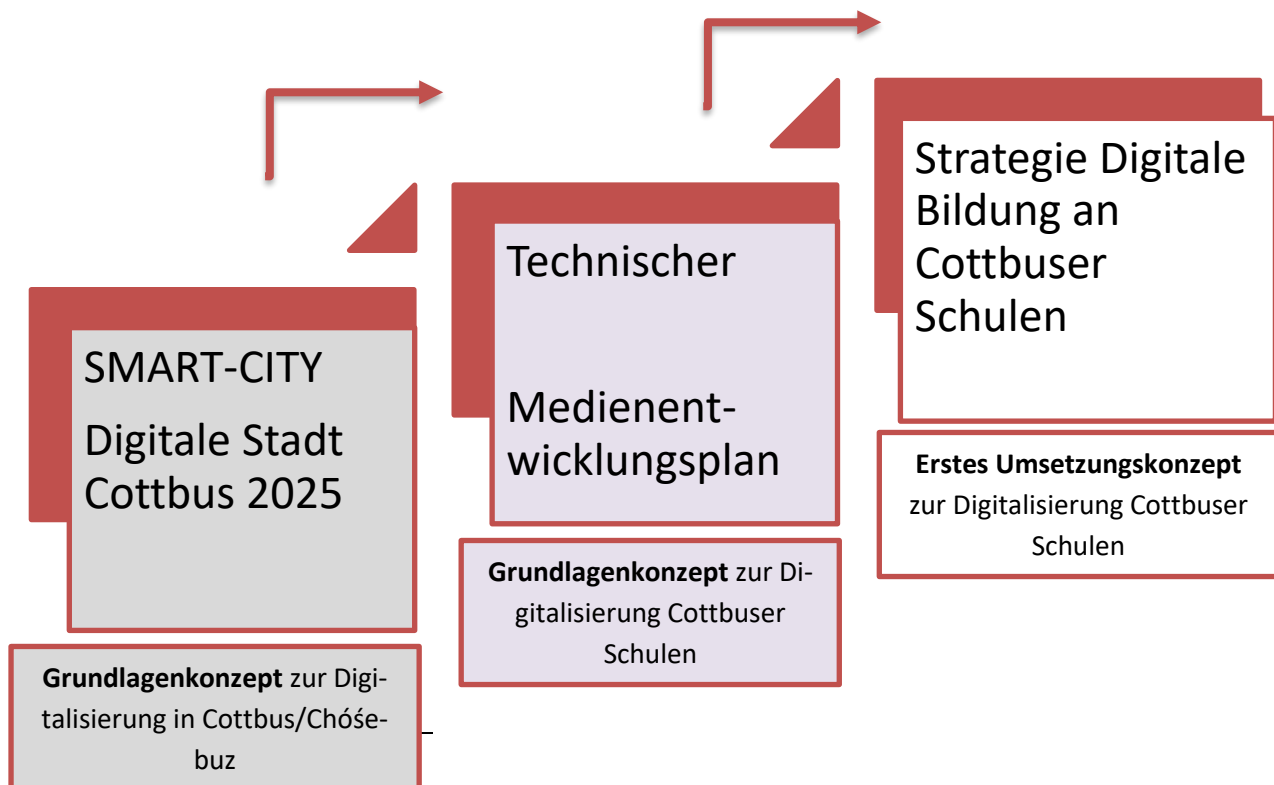 SMART-CITY
Digitale Stadt
Cottbus 2025
Grundlagenkonzept zur Digi-
talisierung in Cottbus/Chóśe-
buz
Technischer
Medienent-
wicklungsplan
Grundlagenkonzept zur Di-
gitalisierung Cottbuser
Schulen
Strategie Digitale
Bildung an
Cottbuser
Schulen
Erstes Umsetzungskonzept
zur Digitalisierung Cottbuser
Schulen